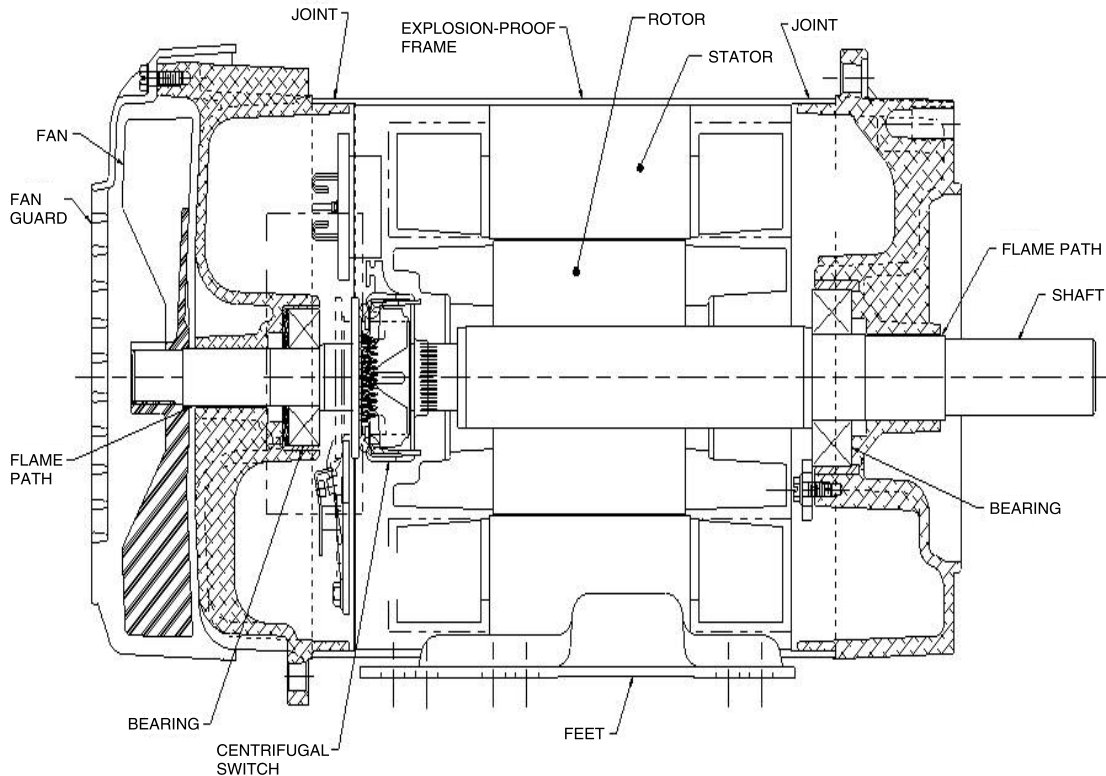 JOINT
EXPLOSION-PROOF
FRAME
ROTOR
JOINT
STATOR
FAN
FAN
GUARD
FLAME PATH
SHAFT
FLAME
PATH
BEARING
BEARING
CENTRIFUGAL
SWITCH
FEET